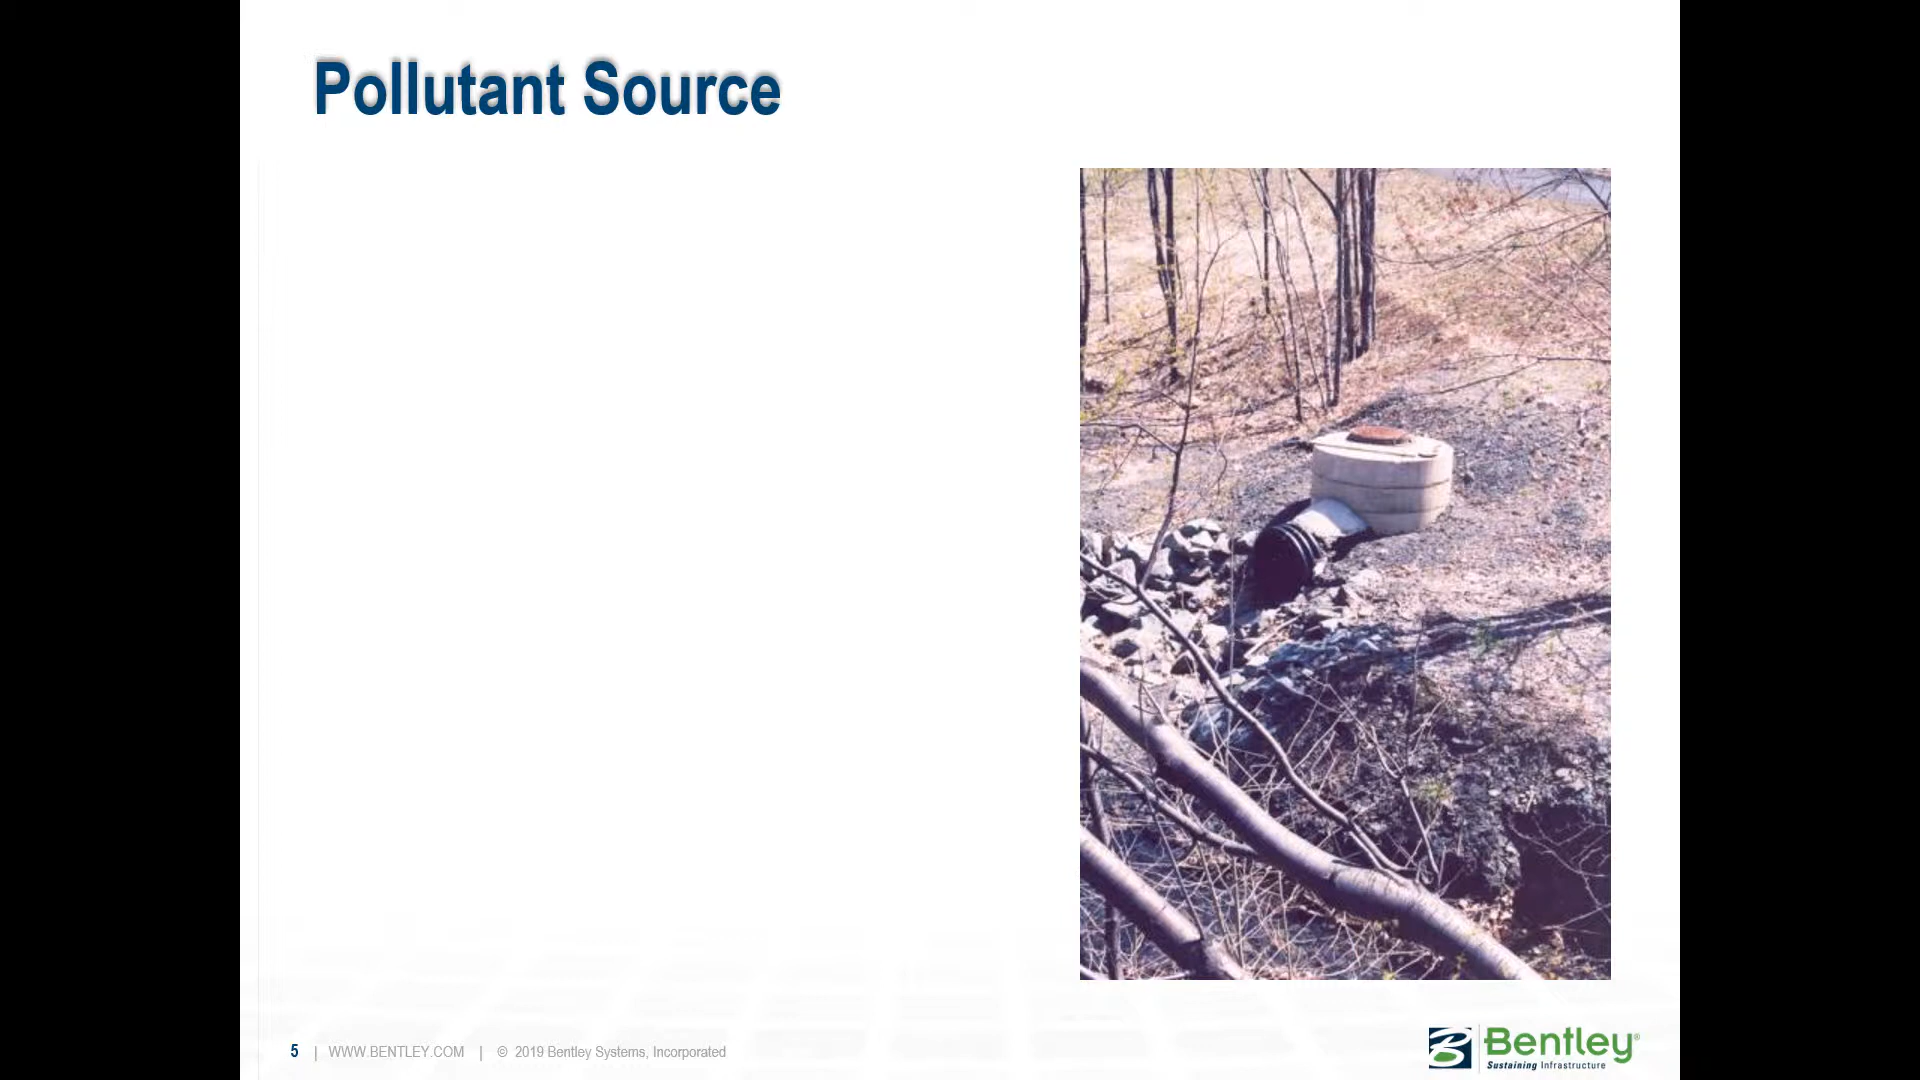 Pollutant Source
5 | WWW.BENTLEY.COM | © 2019 Bentley Systems, Incorporated
Bentley®
Sustaining Infrastructure